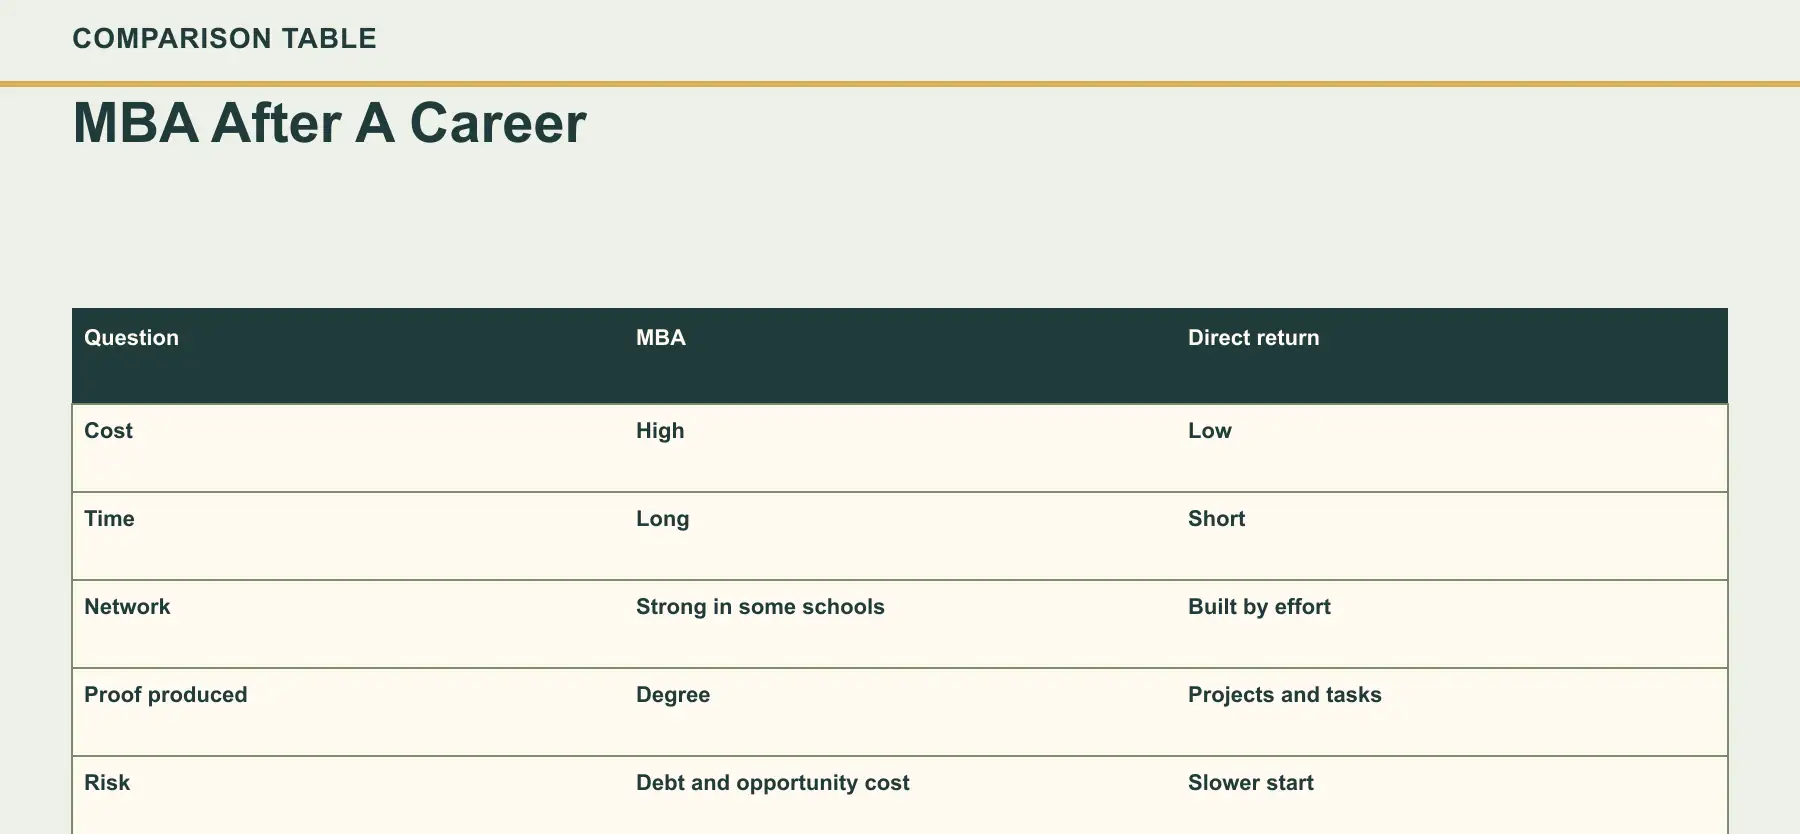 COMPARISON TABLE
MBA After A Career
Question MBA Direct return
Cost High Low
Time Long Short
Network Strong in some schools Built by effort
Proof produced Degree Projects and tasks
Risk Debt and opportunity cost Slower start